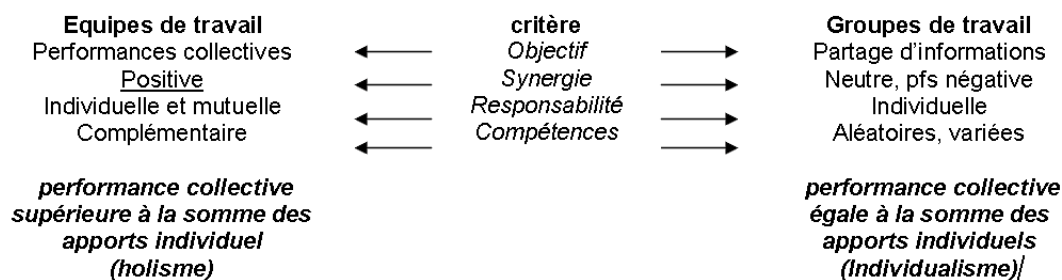 Equipes de travail critère Groupes de travail
Performances collectives Objectif Partage d'informations
Positive Synergie Neutre, pfs négative
Individuelle et mutuelle Responsabilité Individuelle
Complémentaire Compétences Aléatoires, variées
performance collective performance collective
supérieure à la somme des égale à la somme des
apports individuel apports individuels
(holisme) (Individualisme)/